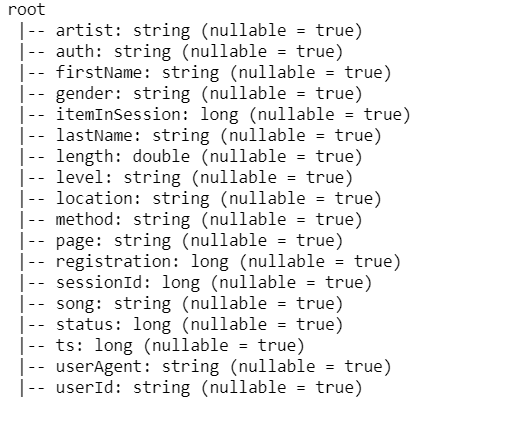 root
 |-- artist: string (nullable = true)
 |-- auth: string (nullable = true)
 |-- firstName: string (nullable = true)
 |-- gender: string (nullable = true)
 |-- itemInSession: long (nullable = true)
 |-- lastName: string (nullable = true)
 |-- length: double (nullable = true)
 |-- level: string (nullable = true)
 |-- location: string (nullable = true)
 |-- method: string (nullable = true)
 |-- page: string (nullable = true)
 |-- registration: long (nullable = true)
 |-- sessionId: long (nullable = true)
 |-- song: string (nullable = true)
 |-- status: long (nullable = true)
 |-- ts: long (nullable = true)
 |-- userAgent: string (nullable = true)
 |-- userId: string (nullable = true)